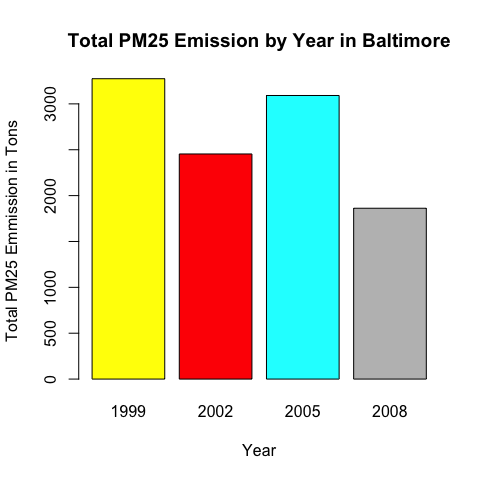 Total PM25 Emission by Year in Baltimore
Total PM25 Emmission in Tons
3000
2000
1000
500
0
1999 2002 2005 2008
Year